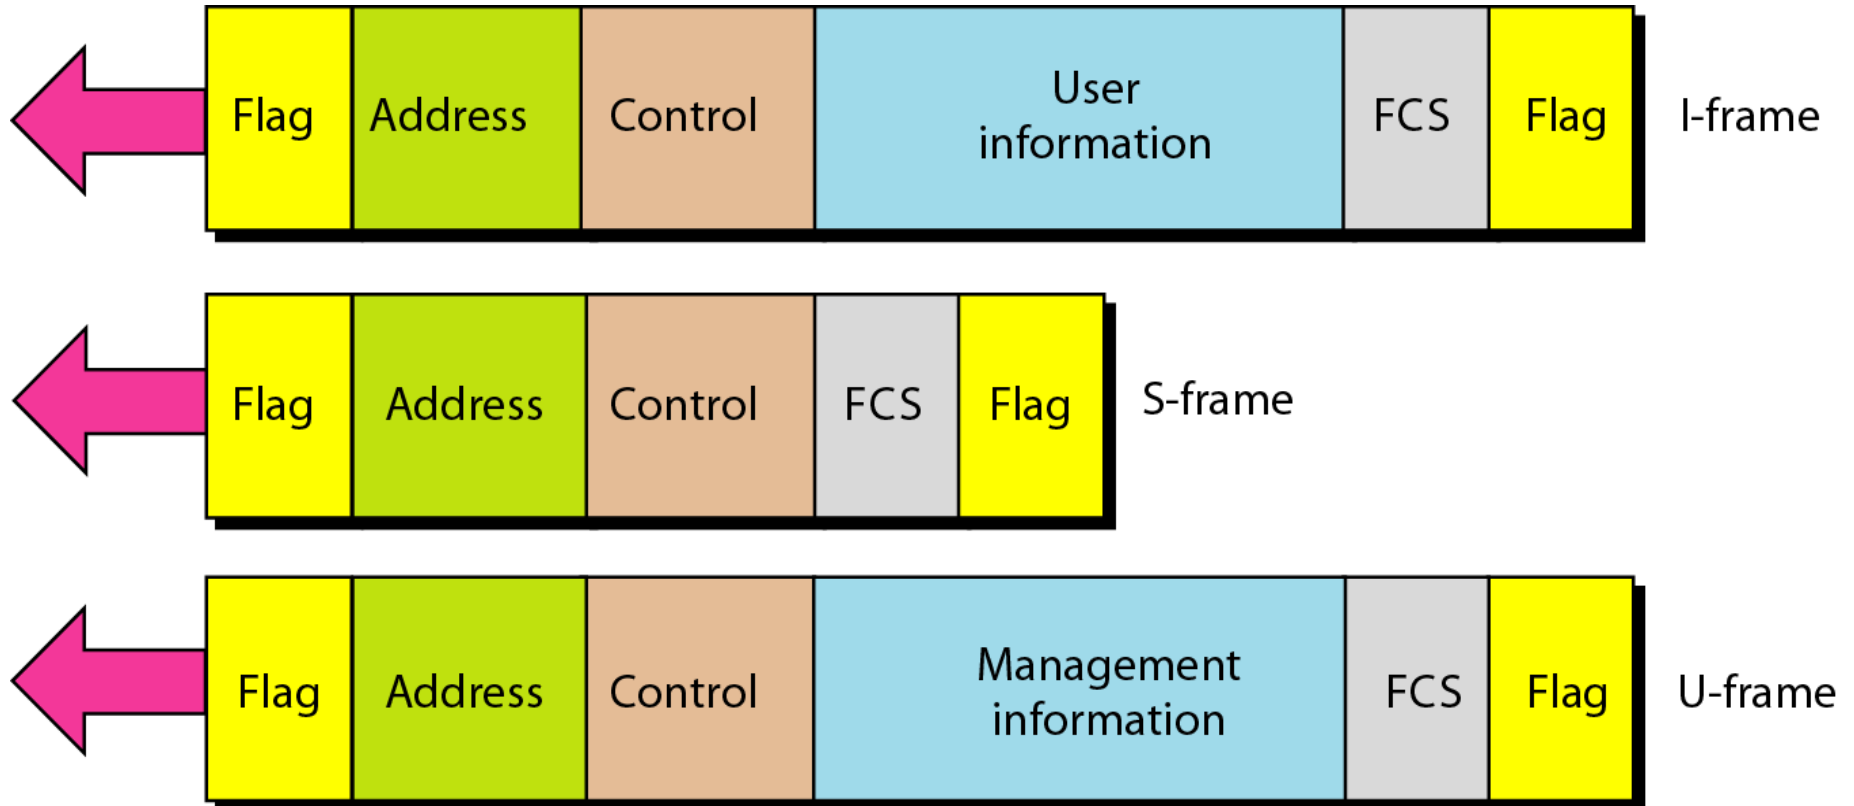 Flag Address Control User information FCS Flag I-frame
Flag Address Control FCS Flag S-frame
Flag Address Control Management information FCS Flag U-frame